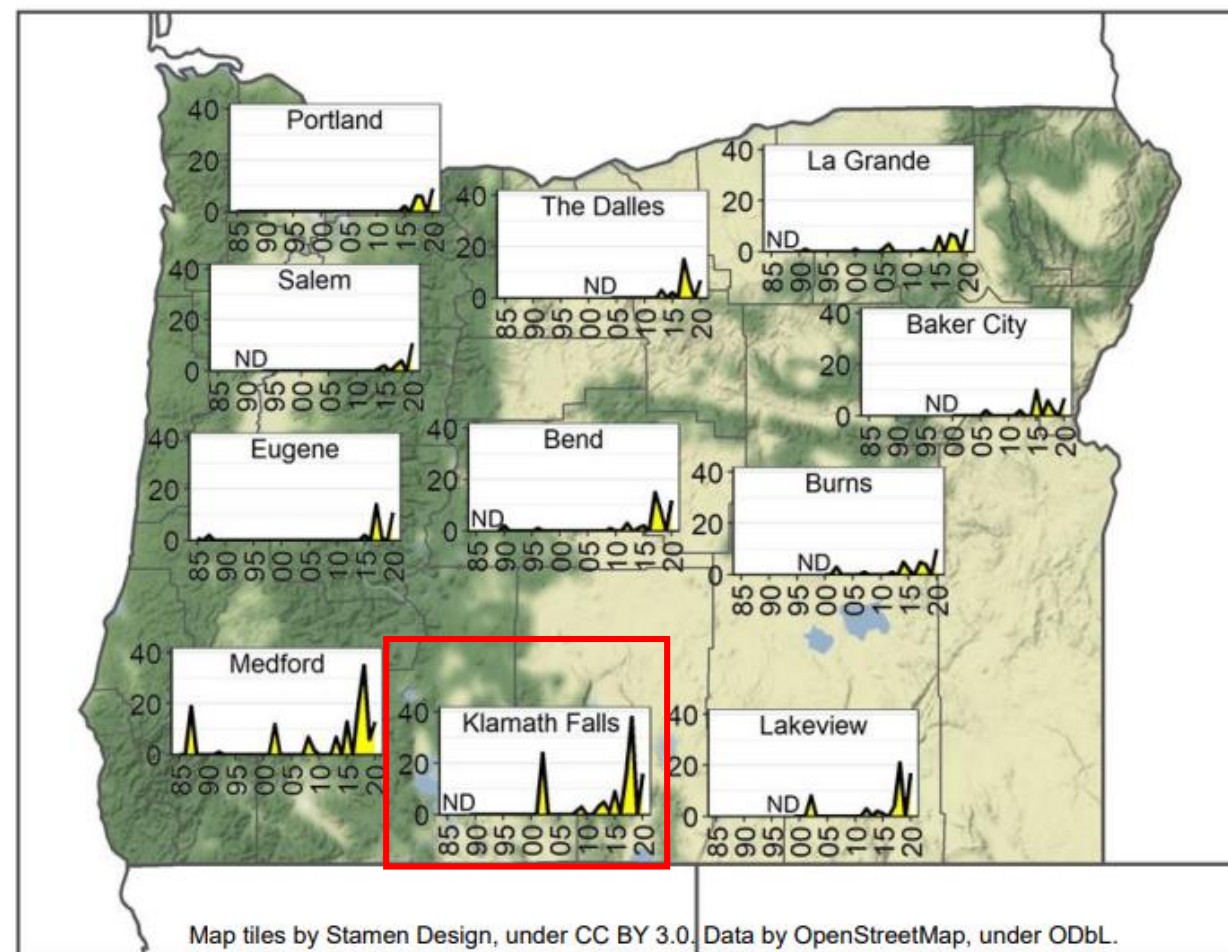 Portland
40
20
0
85 90 95 00 05 10 15 20
The Dalles
40
20
0
ND
85 90 95 00 05 10 15 20
La Grande
40
20
0
ND
85 90 95 00 05 10 15 20
Salem
40
20
0
ND
85 90 95 00 05 10 15 20
Baker City
40
20
0
ND
85 90 95 00 05 10 15 20
Eugene
40
20
0
85 90 95 00 05 10 15 20
Bend
40
20
0
ND
85 90 95 00 05 10 15 20
Burns
40
20
0
ND
85 90 95 00 05 10 15 20
Medford
40
20
0
85 90 95 00 05 10 15 20
Klamath Falls
40
20
0
ND
85 90 95 00 05 10 15 20
Lakeview
40
20
0
ND
85 90 95 00 05 10 15 20
Map tiles by Stamen Design, under CC BY 3.0. Data by OpenStreetMap, under ODbL.